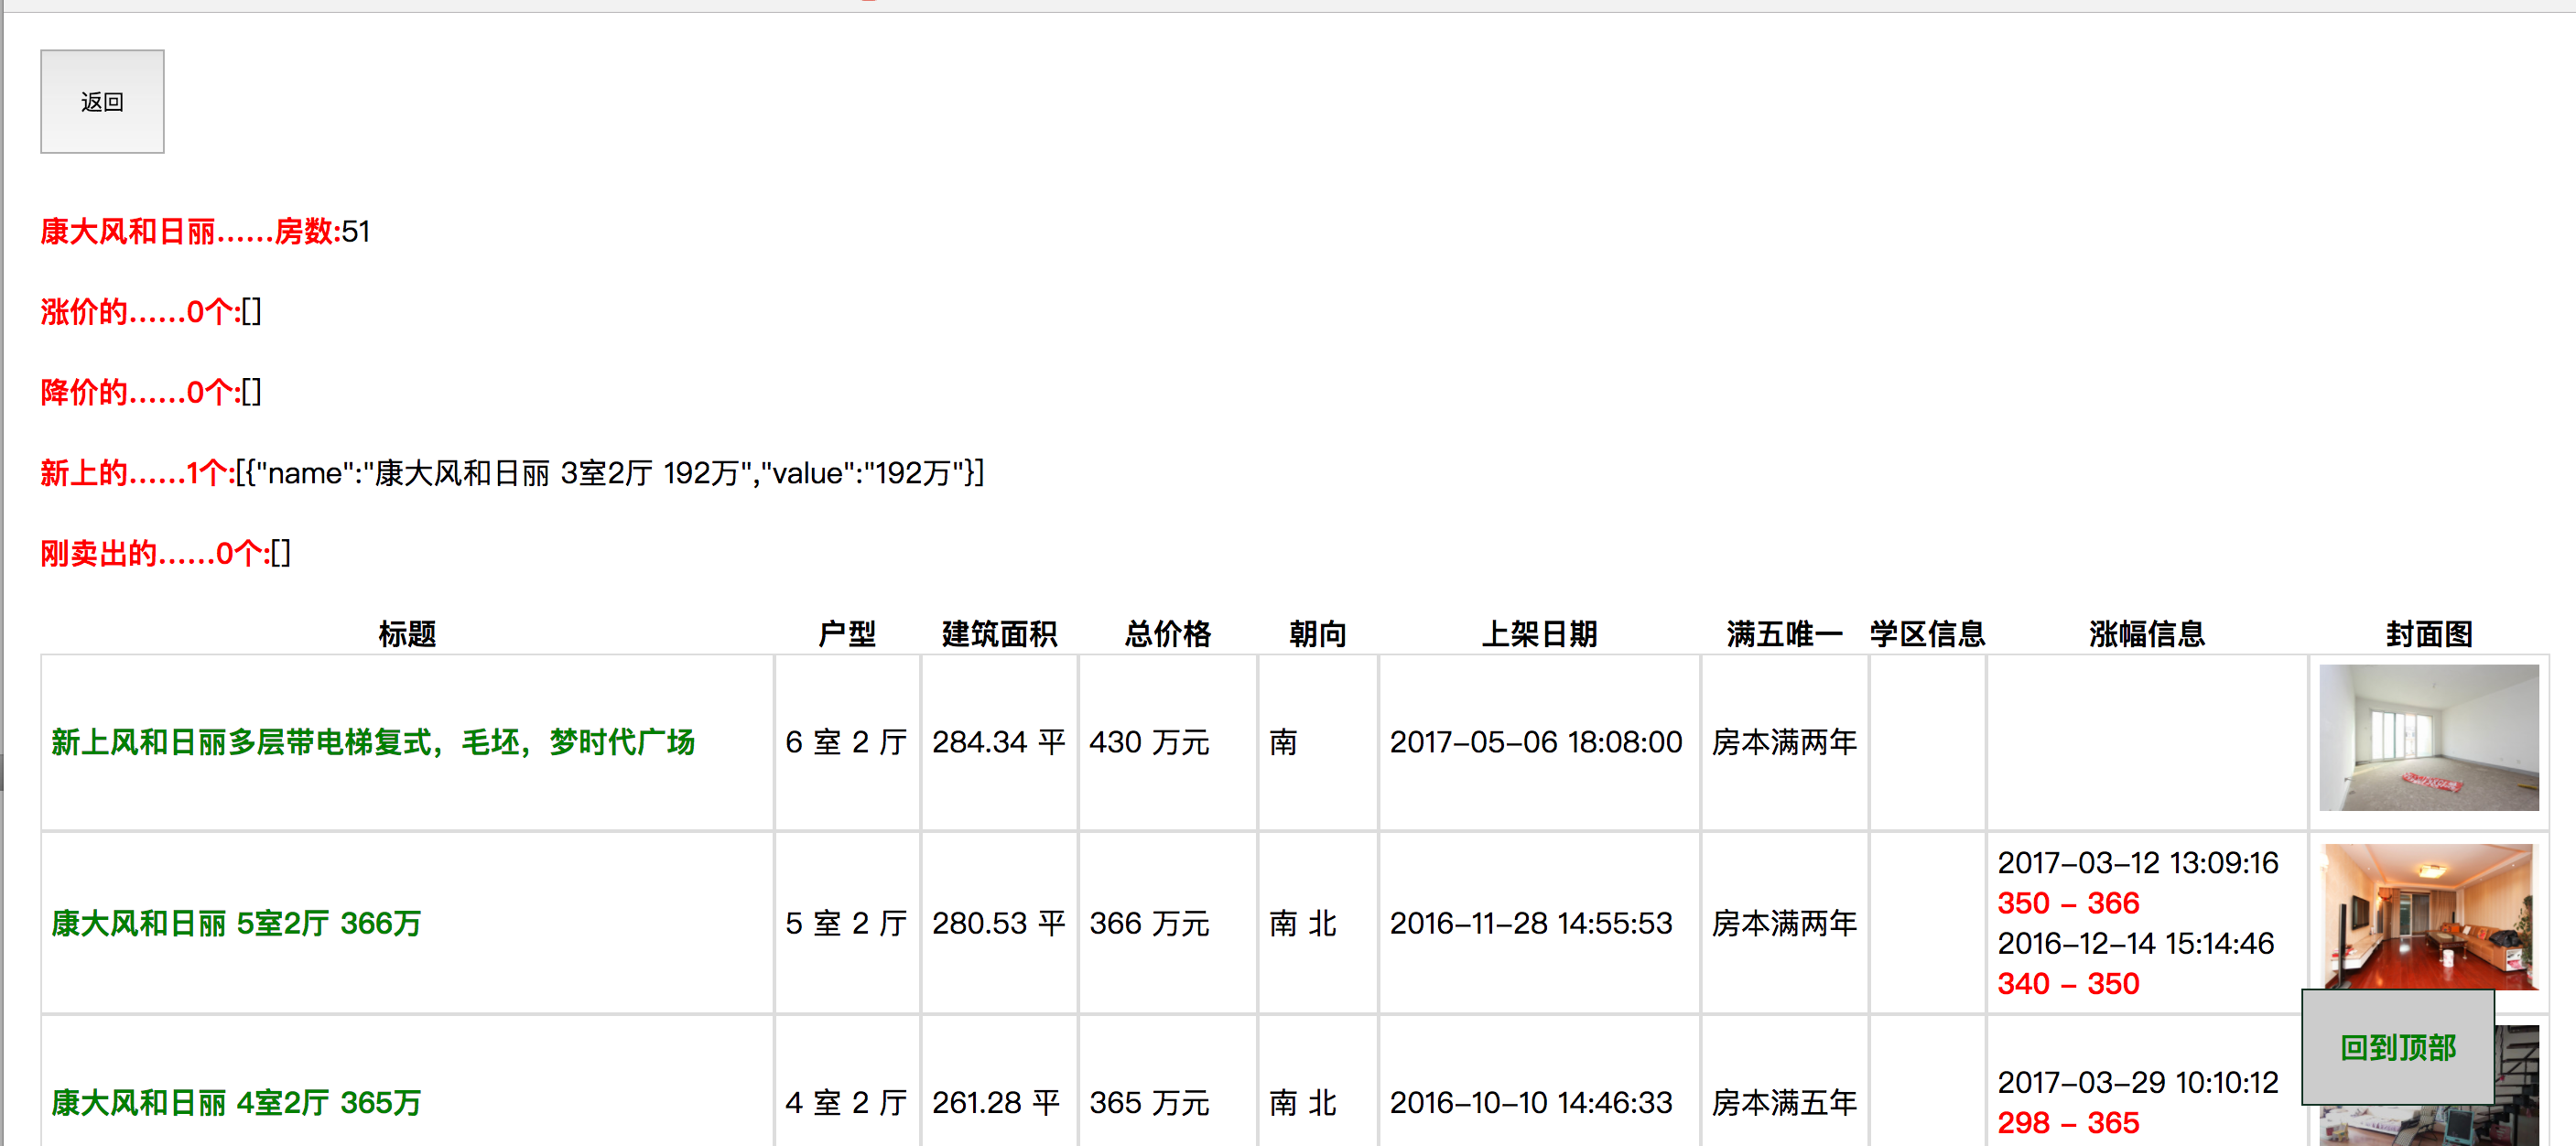 返回
康大风和日丽......房数:51
涨价的......0个:[]
降价的......0个:[]
新上的......1个:[{"name":"康大风和日丽 3室2厅 192万","value":"192万"}]
刚卖出的......0个:[]
标题 户型 建筑面积 总价格 朝向 上架日期 满五唯一 学区信息 涨幅信息 封面图
新上风和日丽多层带电梯复式，毛坯，梦时代广场 6 室 2 厅 284.34 平 430 万元 南 2017-05-06 18:08:00 房本满两年
康大风和日丽 5室2厅 366万 5 室 2 厅 280.53 平 366 万元 南 北 2016-11-28 14:55:53 房本满两年
2017-03-12 13:09:16
350 - 366
2016-12-14 15:14:46
340 - 350
康大风和日丽 4室2厅 365万 4 室 2 厅 261.28 平 365 万元 南 北 2016-10-10 14:46:33 房本满五年
2017-03-29 10:10:12
298 - 365
回到顶部